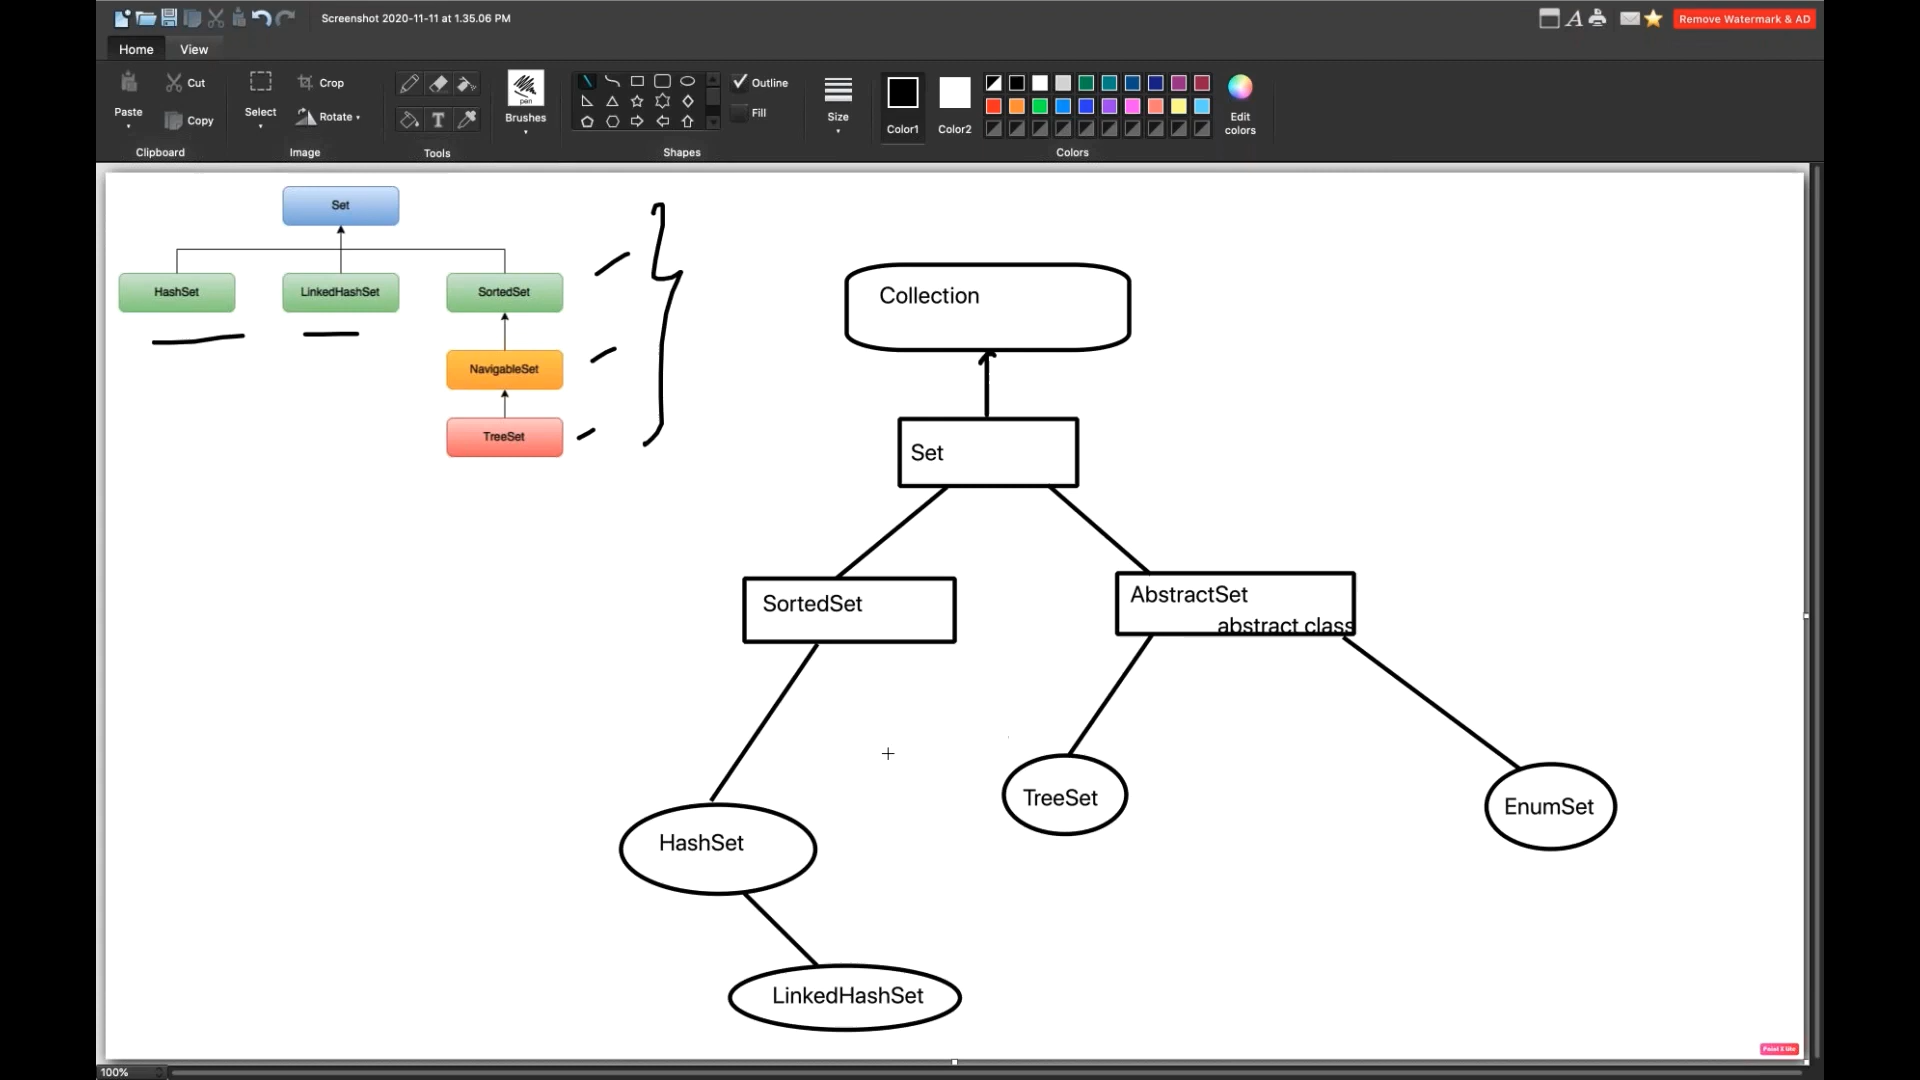 Screenshot 2020-11-11 at 1.35.06 PM
Remove Watermark & AD
Home
View
Paste
Cut
Copy
Clipboard
Select
Crop
Rotate
Image
T
Tools
pen
Brushes
Outline
Fill
Shapes
Size
Color1
Color2
Edit
colors
Colors
Set
HashSet
LinkedHashSet
SortedSet
NavigableSet
TreeSet
Collection
Set
SortedSet
AbstractSet
abstract class
TreeSet
EnumSet
HashSet
LinkedHashSet
100%